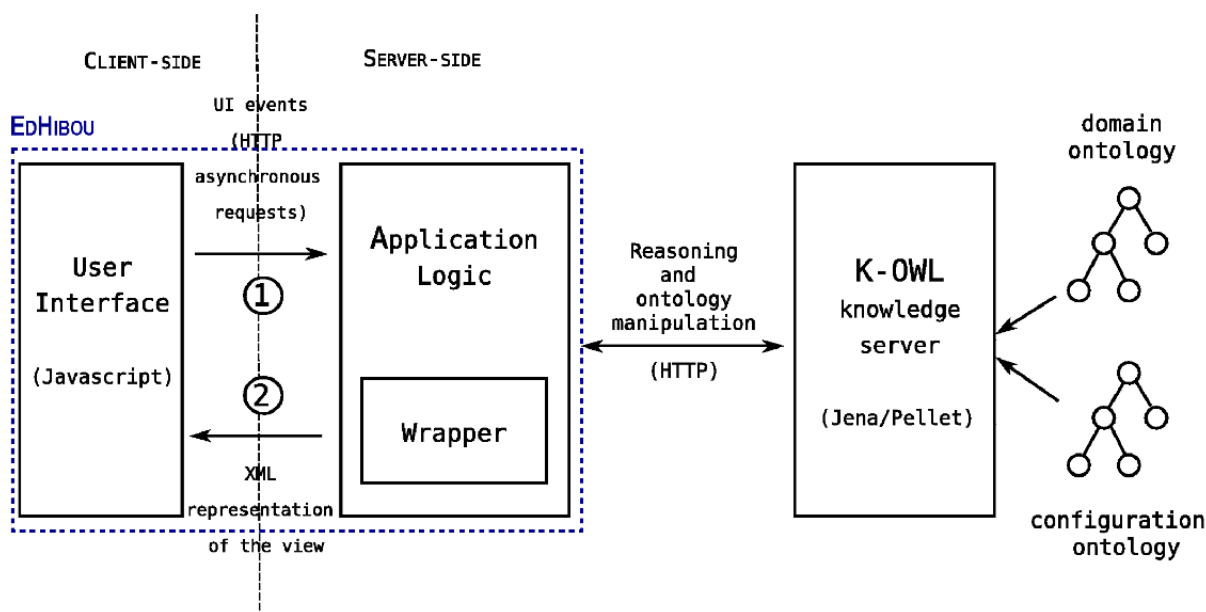 CLIENT-SIDE
SERVER-SIDE
EDHIBOU
UI events
(HTTP
asynchronous
requests)
User
Interface
(Javascript)
1
2
XML
representation
of the view
Application
Logic
Wrapper
Reasoning
and
ontology
manipulation
(HTTP)
K-OWL
knowledge
server
(Jena/Pellet)
domain
ontology
configuration
ontology